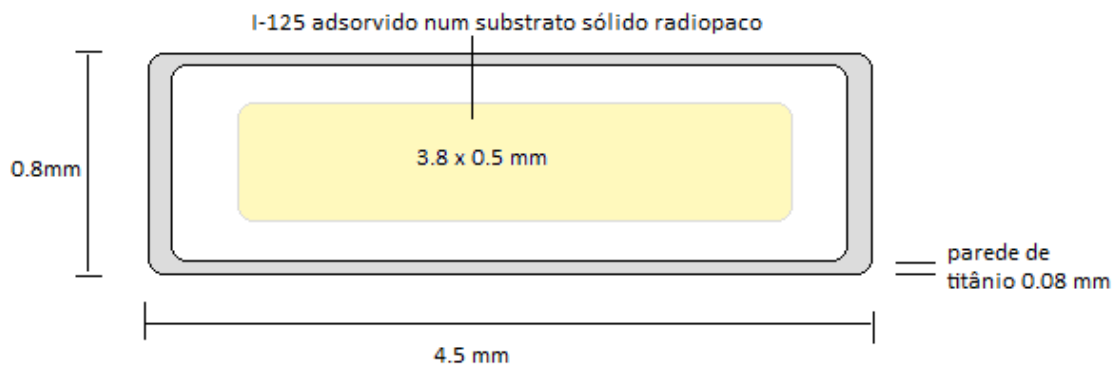 I-125 adsorvido num substrato sólido radiopaco
3.8 x 0.5 mm
0.8mm
parede de
titânio 0.08 mm
4.5 mm